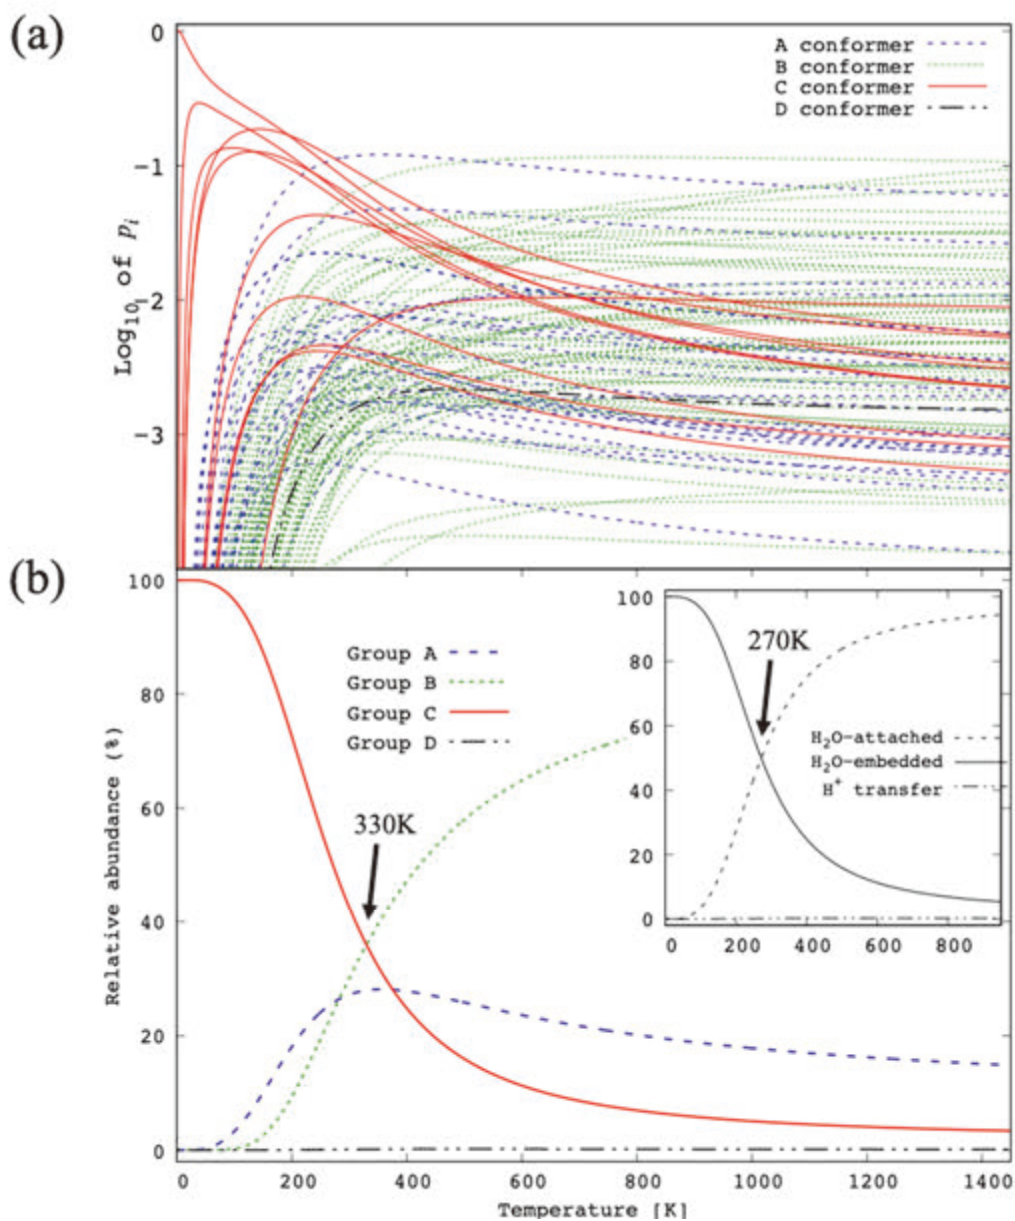 (a)
0
-1
-2
-3
Log10 of pi
A conformer
B conformer
C conformer
D conformer
(b)
100
80
60
40
20
0
Relative abundance (%)
Group A
Group B
Group C
Group D
330K
0 200 400 600 800 1000 1200 1400
Temperature [K]
100
80
60
40
20
0
270K
H2O-attached
H2O-embedded
H+ transfer
0 200 400 600 800